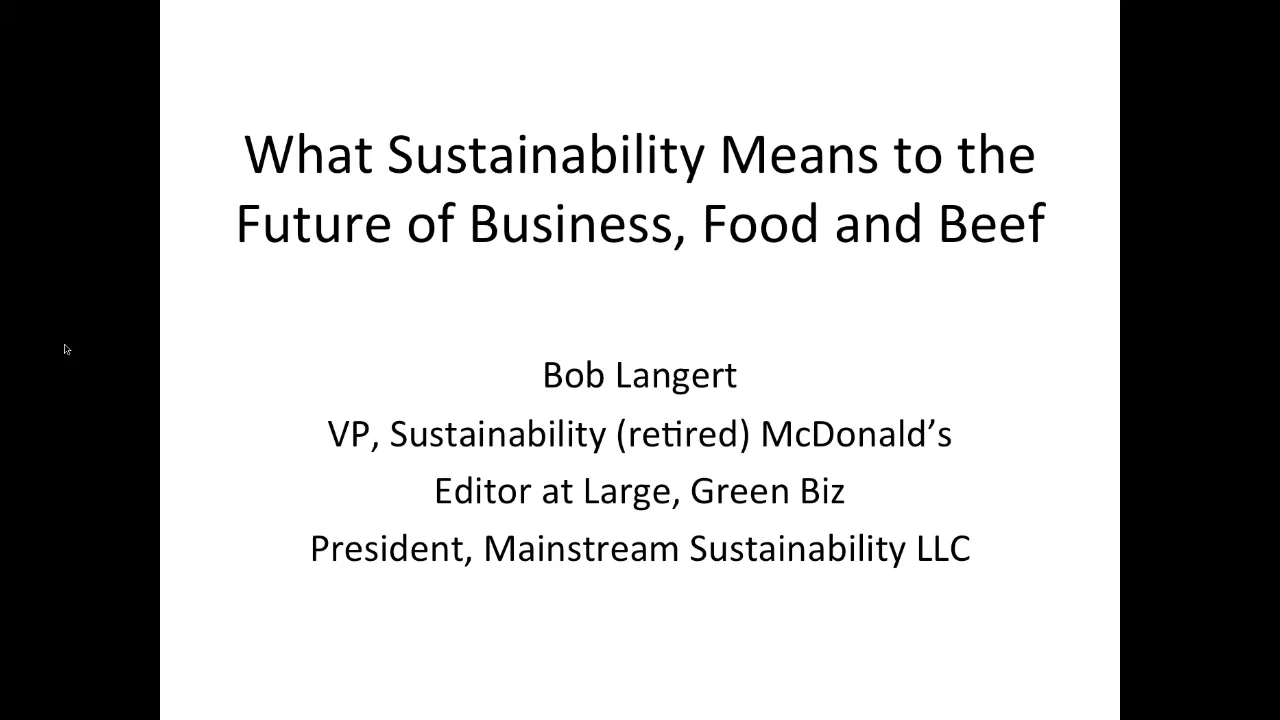 What Sustainability Means to the
Future of Business, Food and Beef
Bob Langert
VP, Sustainability (retired) McDonald’s
Editor at Large, Green Biz
President, Mainstream Sustainability LLC